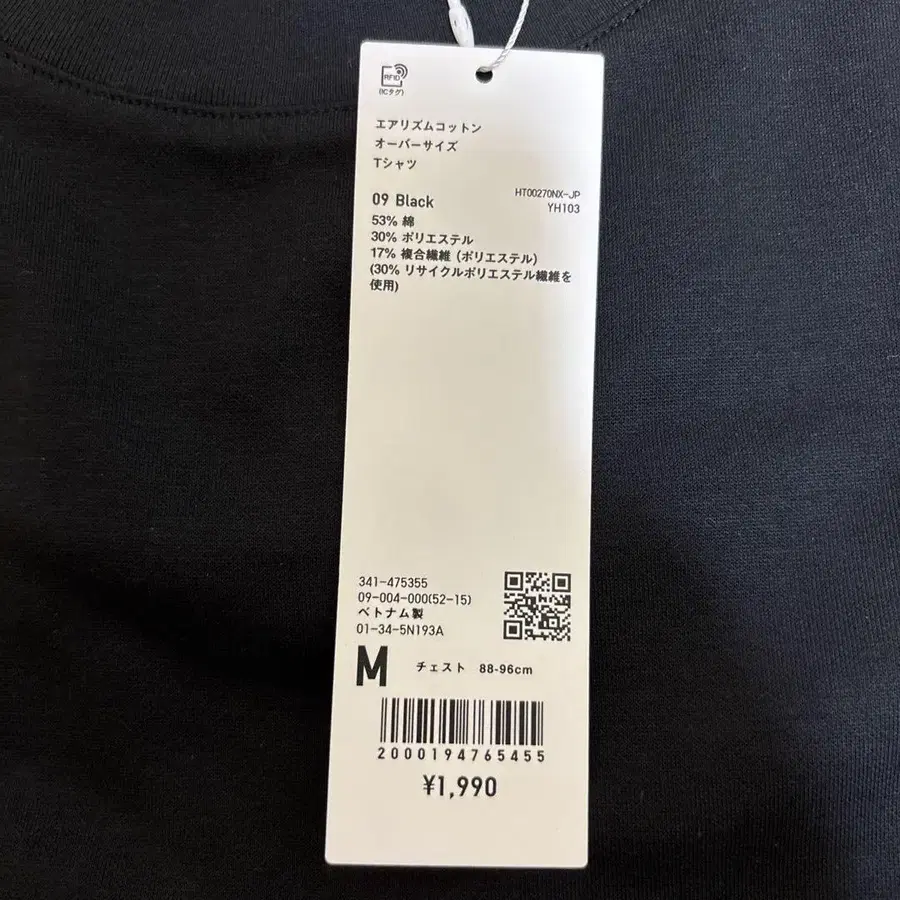 RFID
(ICタグ)
エアリズムコットン
オーバーサイズ
Tシャツ
09 Black
HT00270NX-JP
YH103
53% 綿
30% ポリエステル
17% 複合繊維 (ポリエステル)
(30% リサイクルポリエステル繊維を
使用)
341-475355
09-004-000(52-15)
ベトナム製
01-34-5N193A
M チェスト 88-96cm
2000194765455
¥1,990